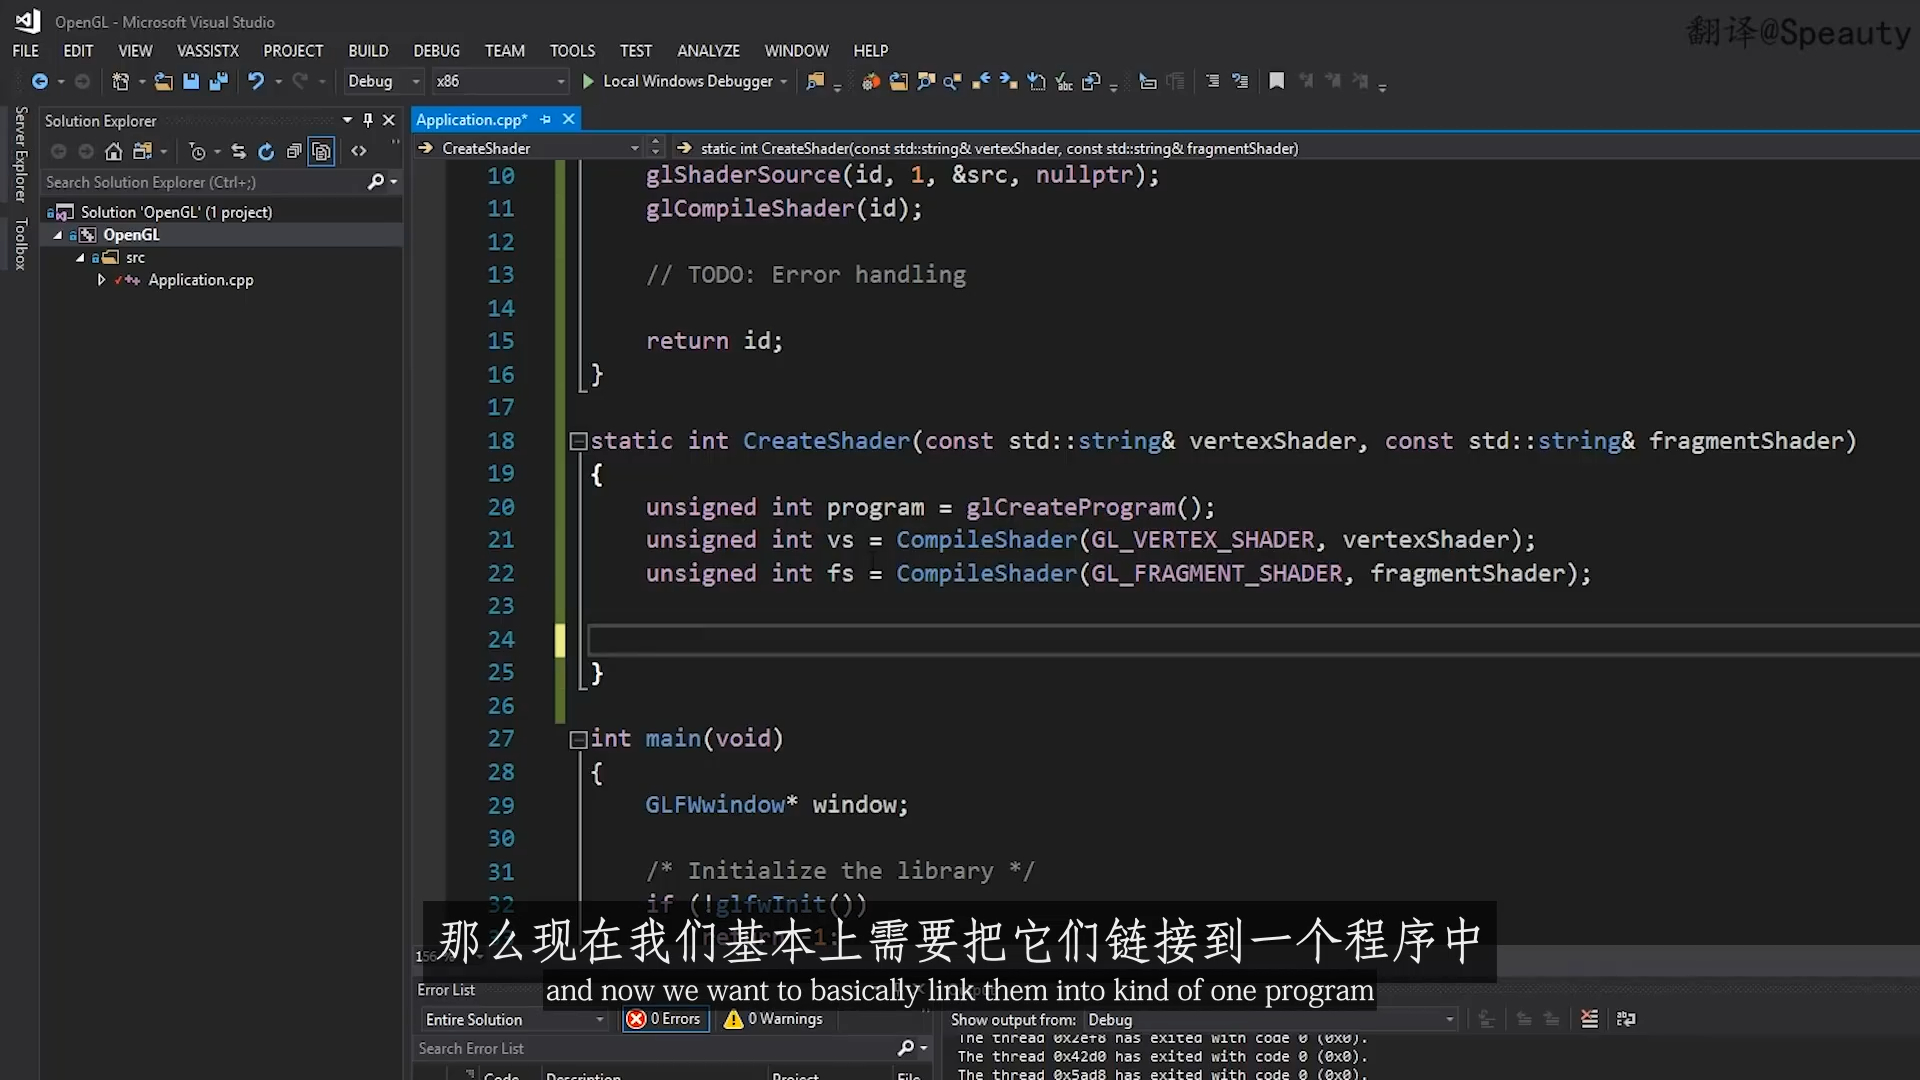 OpenGL - Microsoft Visual Studio
翻译@Speauty
FILE EDIT VIEW VASSISTX PROJECT BUILD DEBUG TEAM TOOLS TEST ANALYZE WINDOW HELP
Debug x86 Local Windows Debugger
Server Explorer
Toolbox
Solution Explorer
Search Solution Explorer (Ctrl+;)
Solution 'OpenGL' (1 project)
OpenGL
src
Application.cpp
Application.cpp*
CreateShader
static int CreateShader(const std::string& vertexShader, const std::string& fragmentShader)
10 glShaderSource(id, 1, &src, nullptr);
11 glCompileShader(id);
12
13 // TODO: Error handling
14
15 return id;
16 }
17
18 static int CreateShader(const std::string& vertexShader, const std::string& fragmentShader)
19 {
20 unsigned int program = glCreateProgram();
21 unsigned int vs = CompileShader(GL_VERTEX_SHADER, vertexShader);
22 unsigned int fs = CompileShader(GL_FRAGMENT_SHADER, fragmentShader);
23
24
25 }
26
27 int main(void)
28 {
29 GLFWwindow* window;
30
31 /* Initialize the library */
32 if (!glfwInit())
那么现在我们基本上需要把它们链接到一个程序中
and now we want to basically link them into kind of one program
Error List
Entire Solution 0 Errors 0 Warnings
Search Error List
Code Description Project File
Show output from: Debug
The thread 0x2ef8 has exited with code 0 (0x0).
The thread 0x42d0 has exited with code 0 (0x0).
The thread 0x5ad8 has exited with code 0 (0x0).